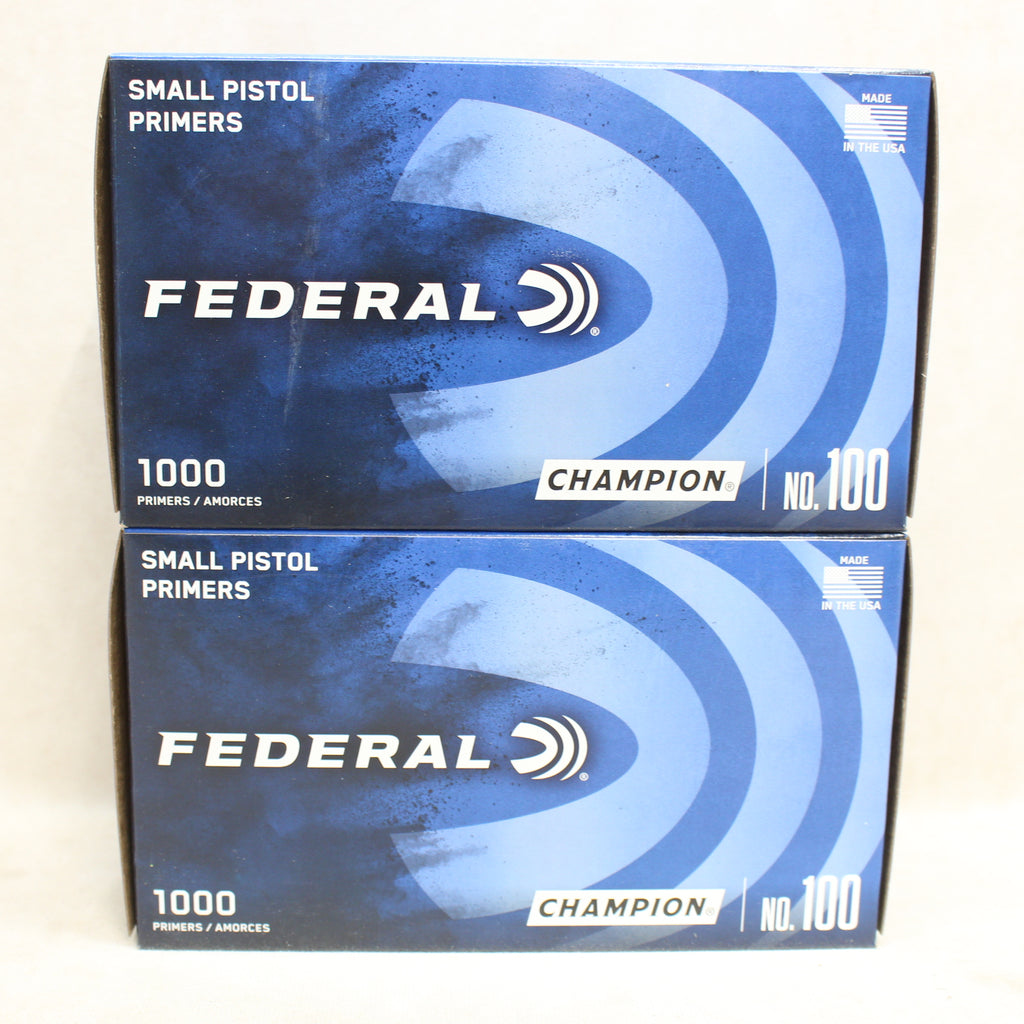 SMALL PISTOL
PRIMERS
MADE
IN THE USA
FEDERAL®
1000
PRIMERS / AMORCES
CHAMPION®
NO. 100
SMALL PISTOL
PRIMERS
MADE
IN THE USA
FEDERAL®
1000
PRIMERS / AMORCES
CHAMPION®
NO. 100